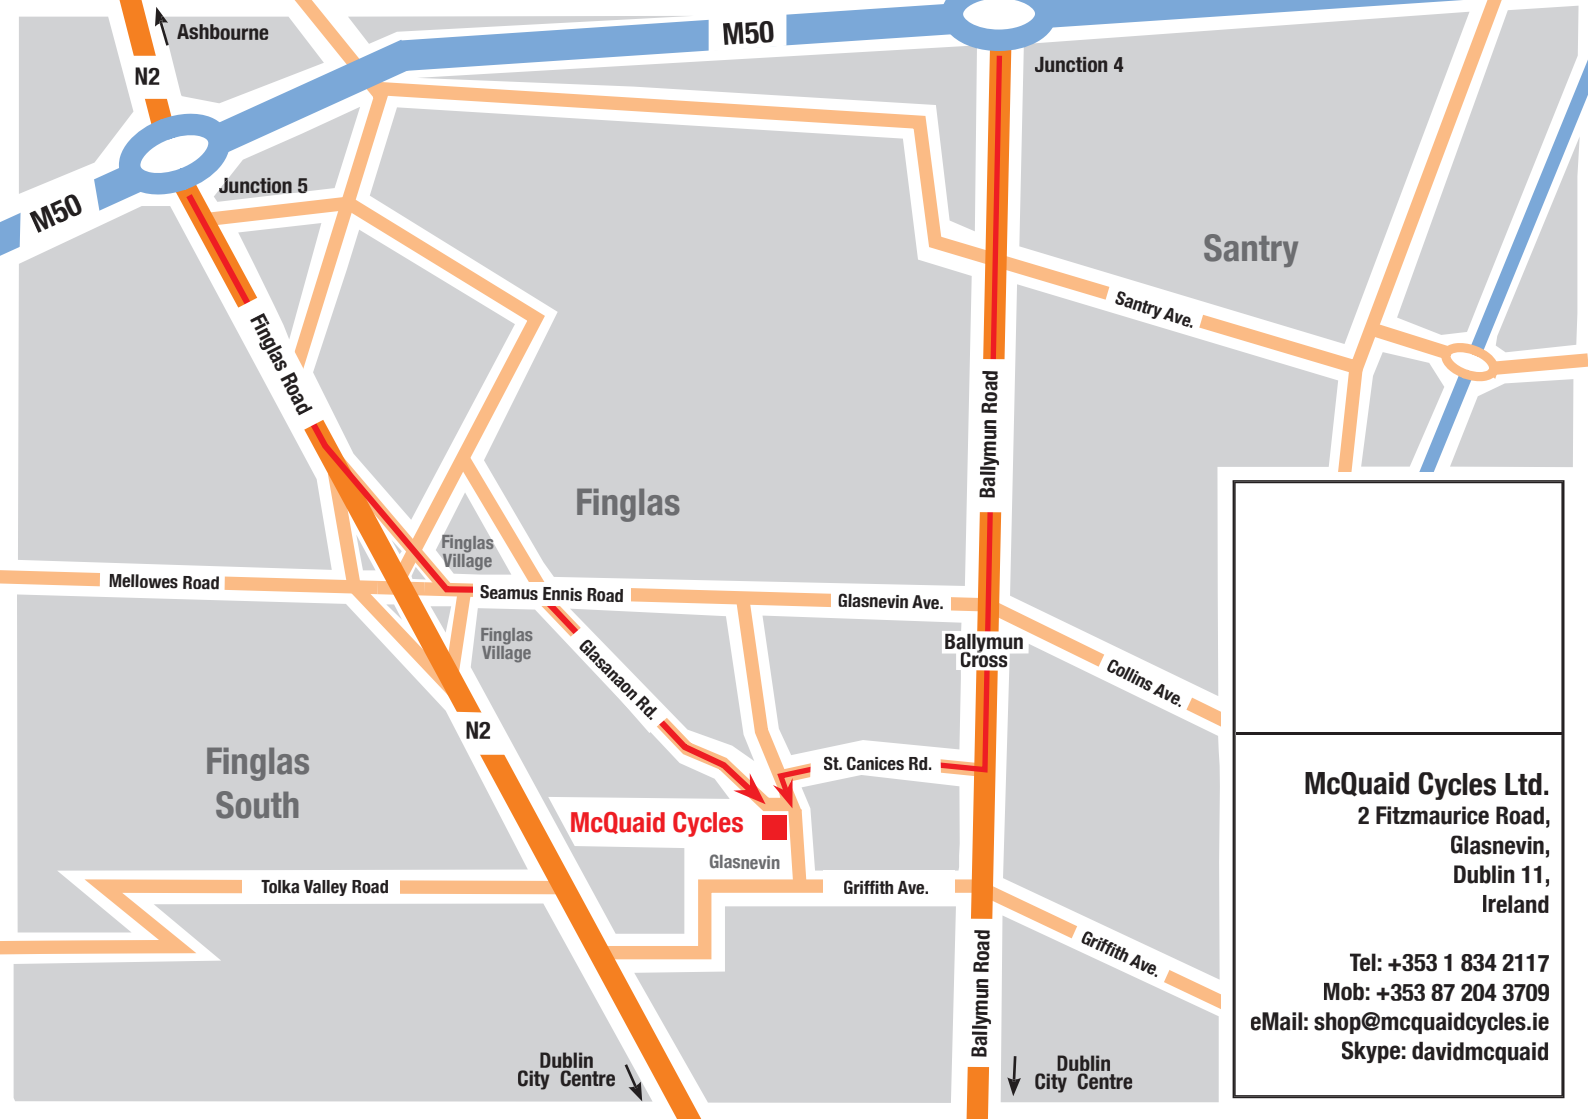 Ashbourne
N2
M50
Junction 4
Junction 5
M50
Santry
Santry Ave.
Finglas Road
Ballymun Road
Finglas
Finglas
Village
Mellowes Road
Seamus Ennis Road
Glasnevin Ave.
Finglas
Village
Ballymun
Cross
Glasanaon Rd.
Collins Ave.
N2
Finglas
South
St. Canices Rd.
McQuaid Cycles
Glasnevin
Tolka Valley Road
Griffith Ave.
Griffith Ave.
Ballymun Road
Dublin
City Centre
Dublin
City Centre
McQuaid Cycles Ltd.
2 Fitzmaurice Road,
Glasnevin,
Dublin 11,
Ireland
Tel: +353 1 834 2117
Mob: +353 87 204 3709
eMail: shop@mcquaidcycles.ie
Skype: davidmcquaid